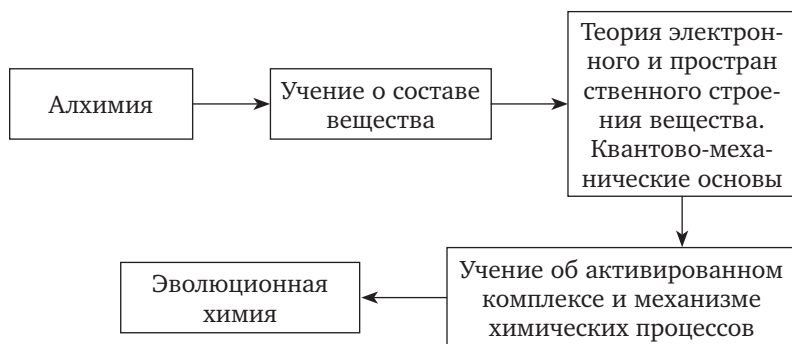 Алхимия
Учение о составе
вещества
Теория электрон-
ного и простран
ственного строе-
ния вещества.
Квантово-меха-
нические основы
Учение об активированном
комплексе и механизме
химических процессов
Эволюционная
химия